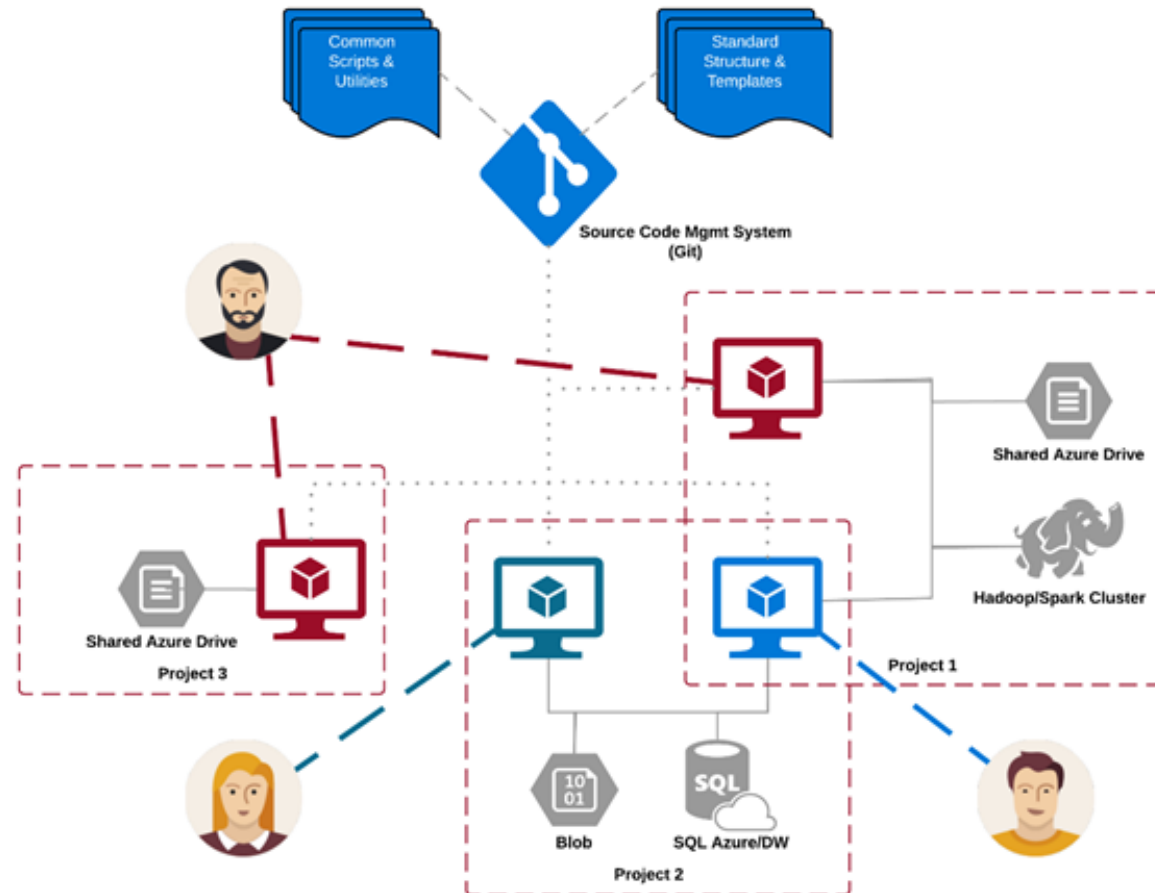 Common
Scripts &
Utilities
Standard
Structure &
Templates
Source Code Mgmt System
(Git)
Shared Azure Drive
Hadoop/Spark Cluster
Project 1
Shared Azure Drive
Project 3
10
01
Blob
SQL
SQL Azure/DW
Project 2